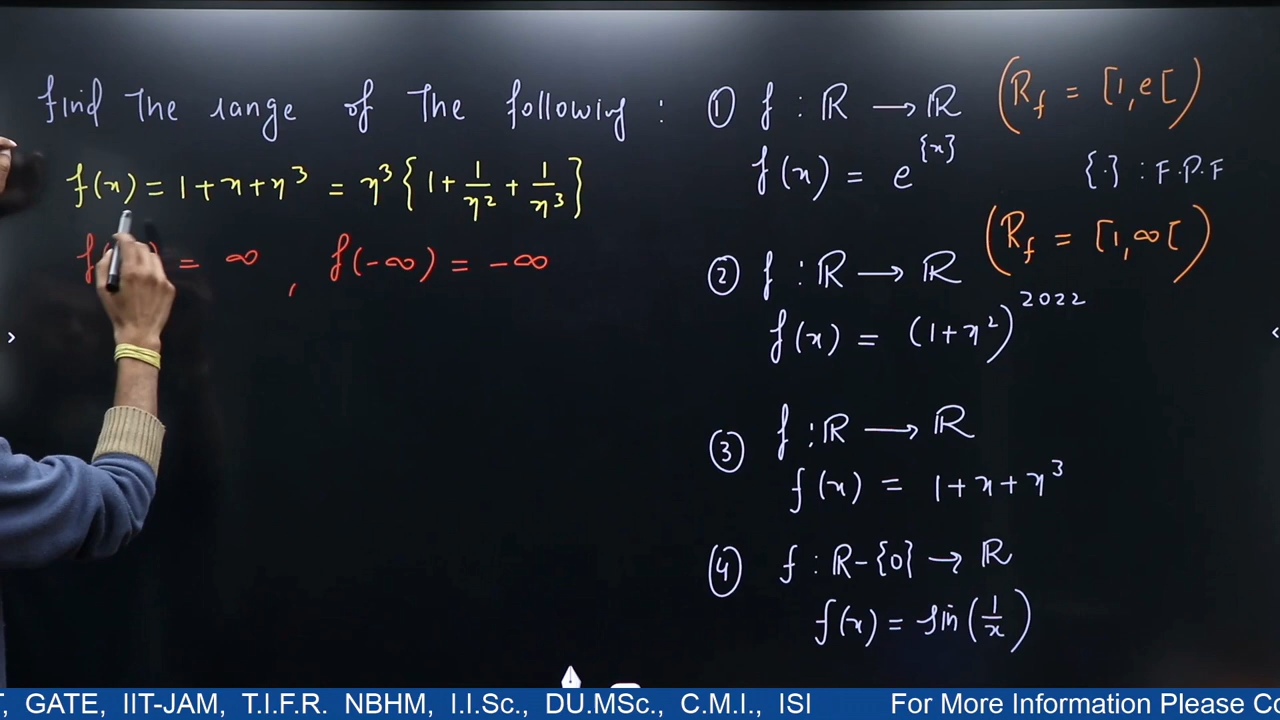 Find The range of The following :
f(x) = 1+x+x³ = x³{1+1/x²+1/x³}
= ∞ , f(-∞) = -∞
① f : ℝ → ℝ (R_f = [1,e[)
f(x) = e^{x} {·} : F.P.F
② f : ℝ → ℝ (R_f = [1,∞[)
f(x) = (1+x²)^2022
③ f : ℝ → ℝ
f(x) = 1+x+x³
④ f : ℝ-{0} → ℝ
f(x) = sin(1/x)
, GATE, IIT-JAM, T.I.F.R. NBHM, I.I.Sc., DU.MSc., C.M.I., ISI For More Information Please